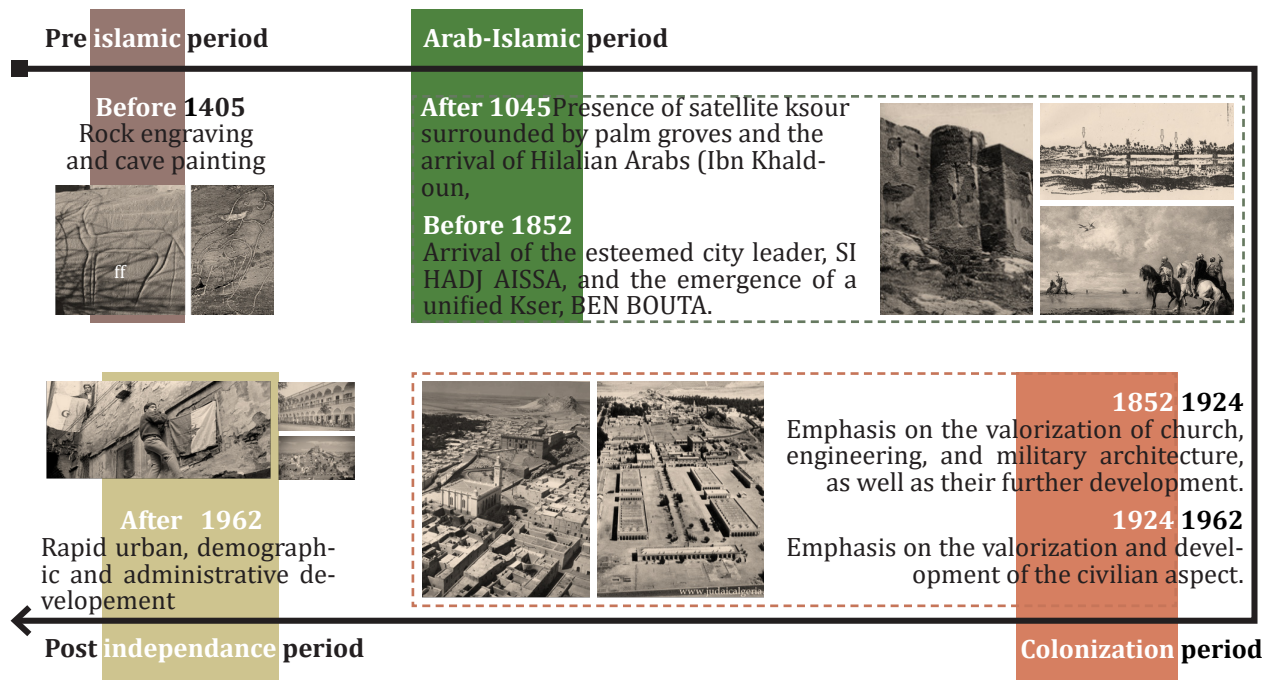 Pre islamic period
Before 1405
Rock engraving
and cave painting
ff
Arab-Islamic period
After 1045Presence of satellite ksour
surrounded by palm groves and the
arrival of Hilalian Arabs (Ibn Khald-
oun,
Before 1852
Arrival of the esteemed city leader, SI
HADJ AISSA, and the emergence of a
unified Kser, BEN BOUTA.
1852 1924
Emphasis on the valorization of church,
engineering, and military architecture,
as well as their further development.
1924 1962
Emphasis on the valorization and devel-
opment of the civilian aspect.
www.judaicalgeria
Colonization period
After 1962
Rapid urban, demograph-
ic and administrative de-
velopement
Post independance period